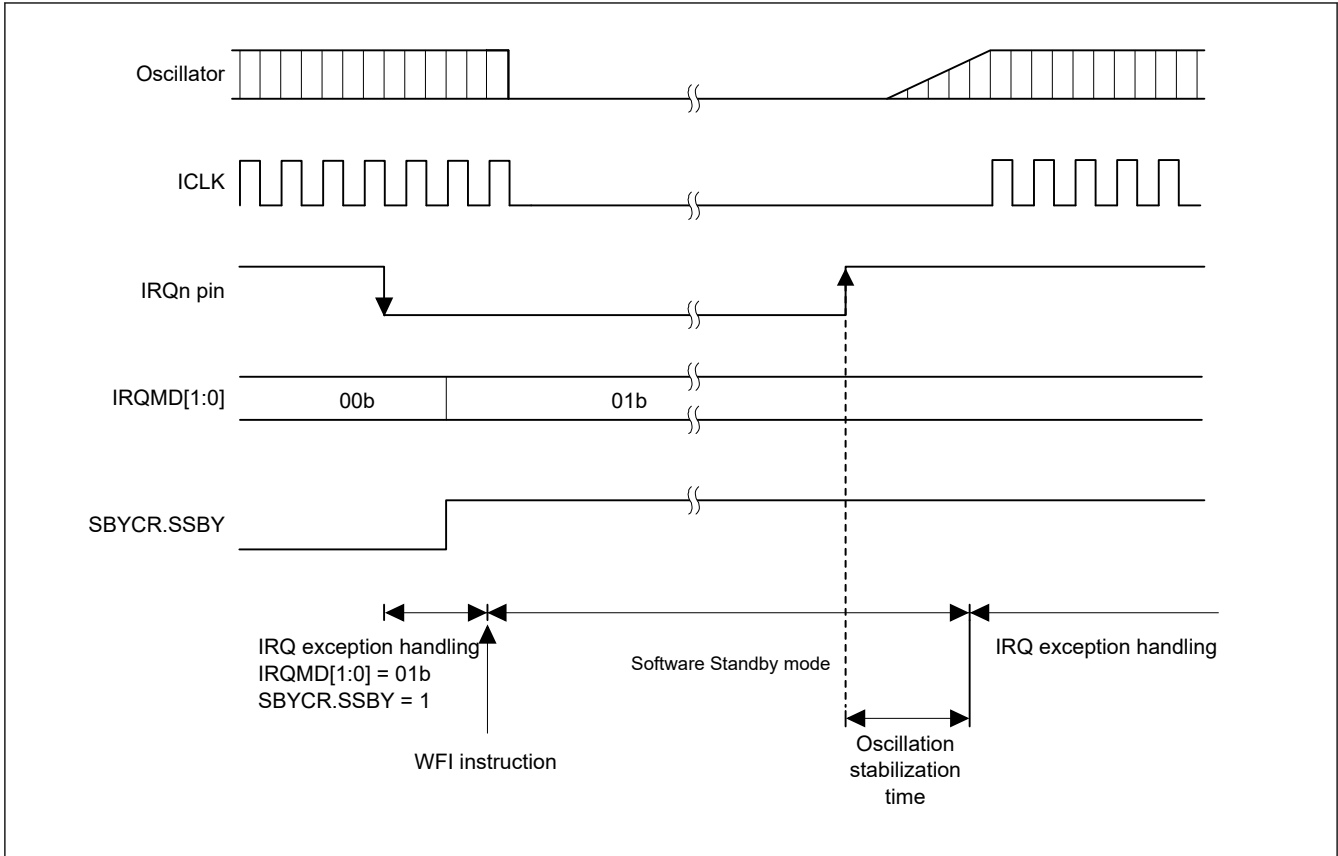 Oscillator
ICLK
IRQn pin
IRQMD[1:0]
00b
01b
SBYCR.SSBY
IRQ exception handling
IRQMD[1:0] = 01b
SBYCR.SSBY = 1
WFI instruction
Software Standby mode
Oscillation
stabilization
time
IRQ exception handling